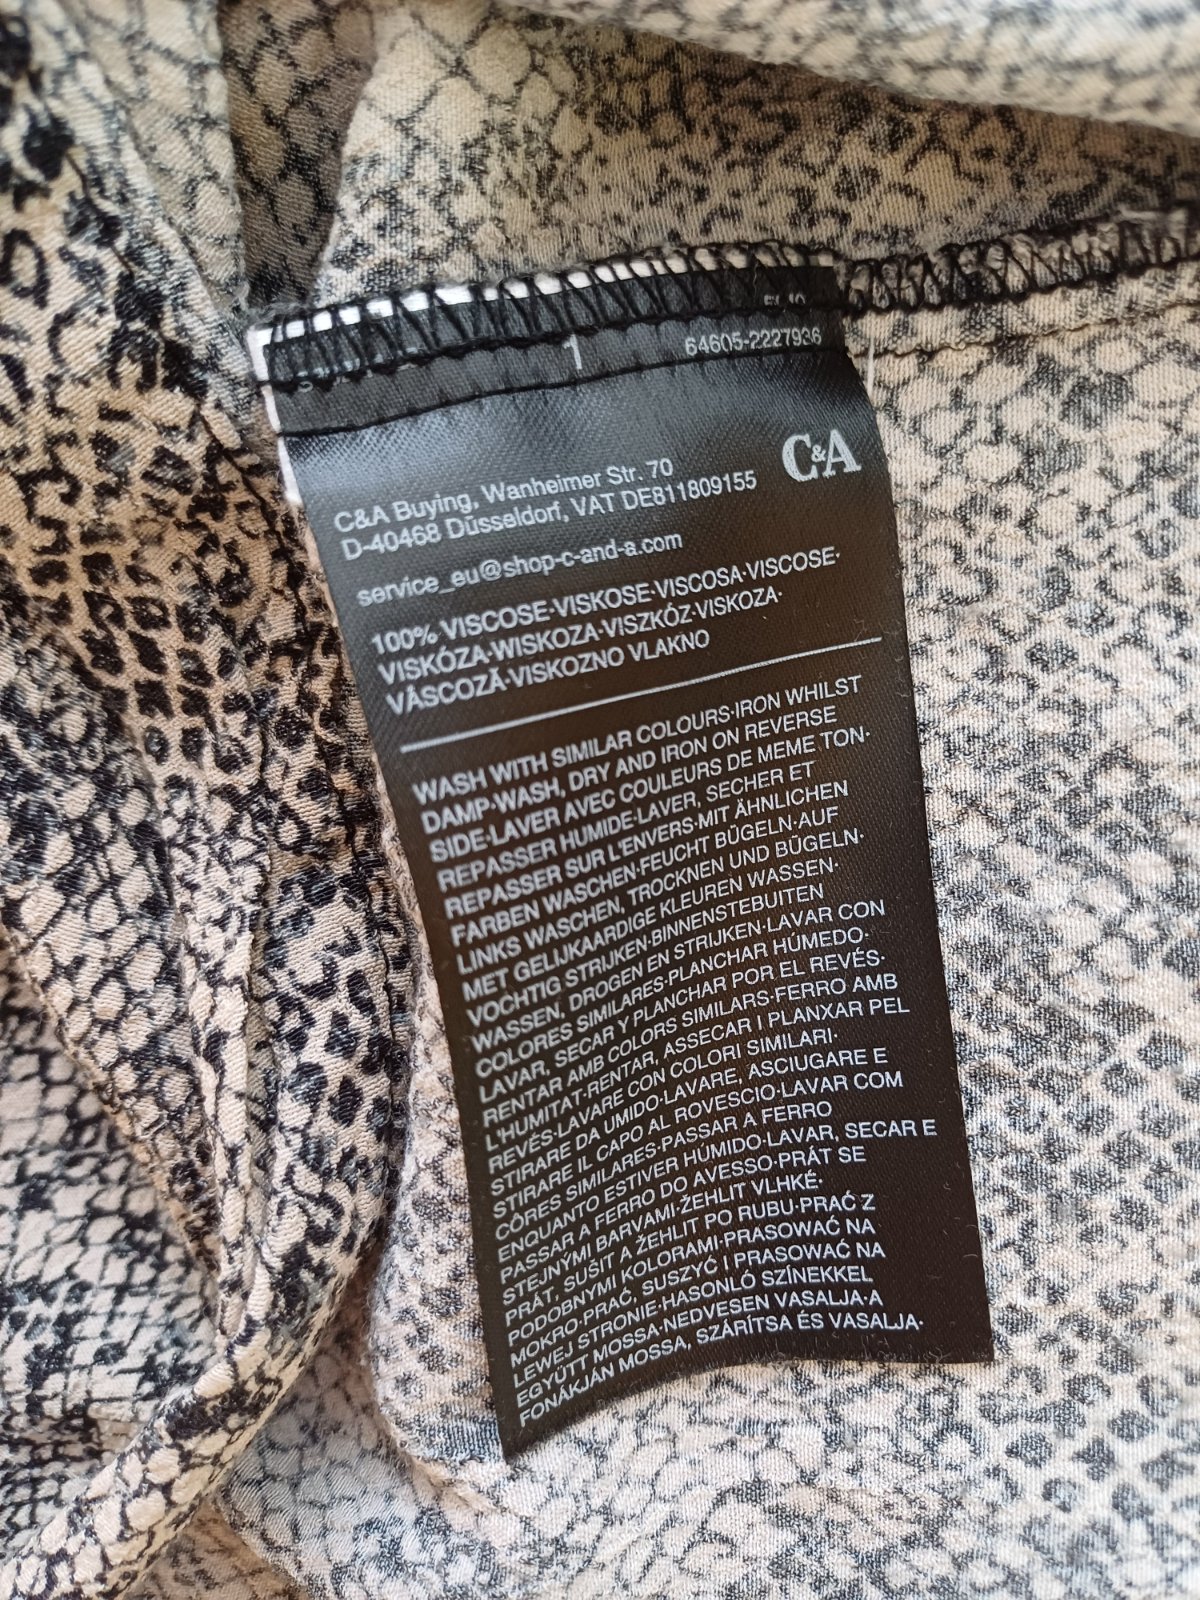 1
64605-2227936
C&A
C&A Buying, Wanheimer Str. 70
D-40468 Düsseldorf, VAT DE811809155
service_eu@shop-c-and-a.com
100% VISCOSE·VISKOSE·VISCOSA·VISCOSE·
VISKÓZA·WISKOZA·VISZKÓZ·VISKOZA·
VÂSCOZĂ·VISKOZNO VLAKNO
WASH WITH SIMILAR COLOURS·IRON WHILST
DAMP·WASH, DRY AND IRON ON REVERSE
SIDE·LAVER AVEC COULEURS DE MEME TON·
REPASSER HUMIDE·LAVER, SECHER ET
REPASSER SUR L'ENVERS·MIT ÄHNLICHEN
FARBEN WASCHEN·FEUCHT BÜGELN·AUF
LINKS WASCHEN, TROCKNEN UND BÜGELN·
MET GELIJKAARDIGE KLEUREN WASSEN·
VOCHTIG STRIJKEN·BINNENSTEBUITEN
WASSEN, DROGEN EN STRIJKEN·LAVAR CON
COLORES SIMILARES·PLANCHAR HÚMEDO·
LAVAR, SECAR Y PLANCHAR POR EL REVÉS·
RENTAR AMB COLORS SIMILARS·FERRO AMB
L'HUMITAT·RENTAR, ASSECAR I PLANXAR PEL
REVÉS·LAVARE CON COLORI SIMILARI·
STIRARE DA UMIDO·LAVARE, ASCIUGARE E
STIRARE IL CAPO AL ROVESCIO·LAVAR COM
CÔRES SIMILARES·PASSAR A FERRO
ENQUANTO ESTIVER HÚMIDO·LAVAR, SECAR E
PASSAR A FERRO DO AVESSO·PRÁT SE
STEJNÝMI BARVAMI·ŽEHLIT VLHKÉ·
PRÁT, SUŠIT A ŽEHLIT PO RUBU·PRAĆ Z
PODOBNYMI KOLORAMI·PRASOWAĆ NA
MOKRO·PRAĆ, SUSZYĆ I PRASOWAĆ NA
LEWEJ STRONIE·HASONLÓ SZÍNEKKEL
EGYÜTT MOSSA·NEDVESEN VASALJA·A
FONÁKJÁN MOSSA, SZÁRÍTSA ÉS VASALJA·